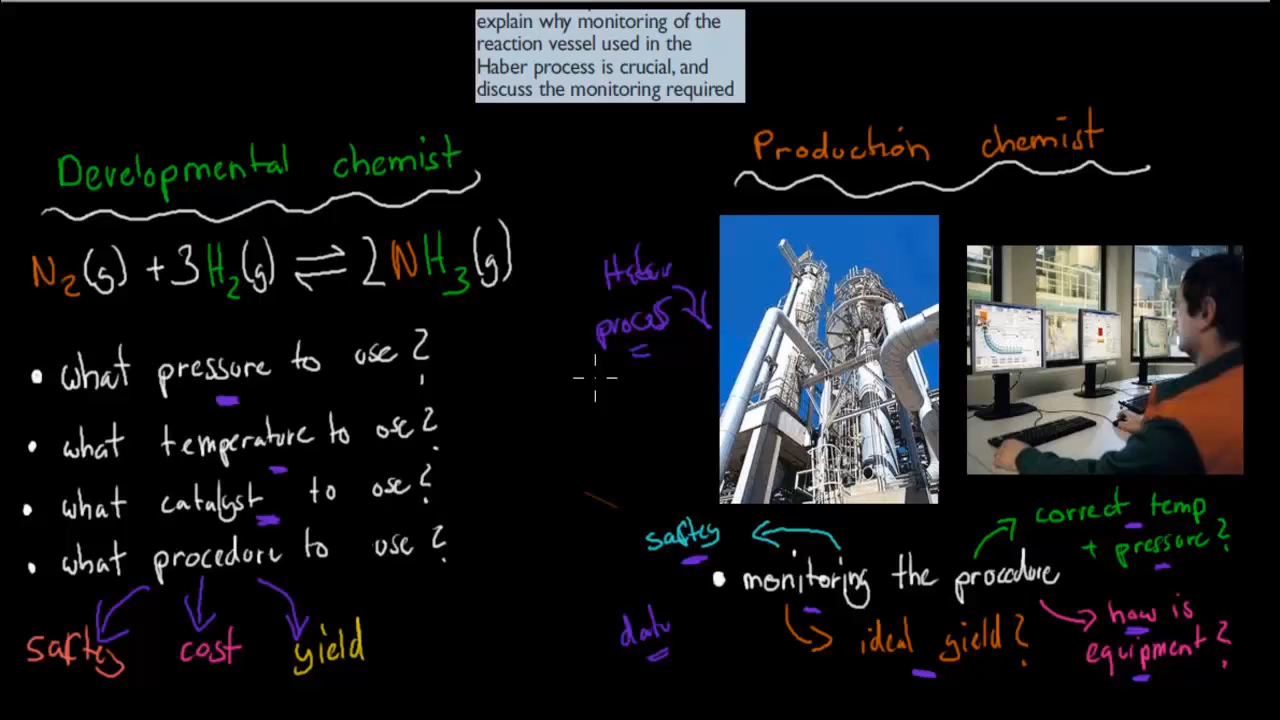 explain why monitoring of the
reaction vessel used in the
Haber process is crucial, and
discuss the monitoring required
Developmental chemist
N2(g) + 3H2(g) ⇌ 2NH3(g)
• what pressure to use?
• what temperature to use?
• what catalyst to use?
• what procedure to use?
saftey cost yield
Production chemist
Haber
process
saftey
correct temp
+ pressure?
• monitoring the procedure
data
ideal yield?
how is
equipment?